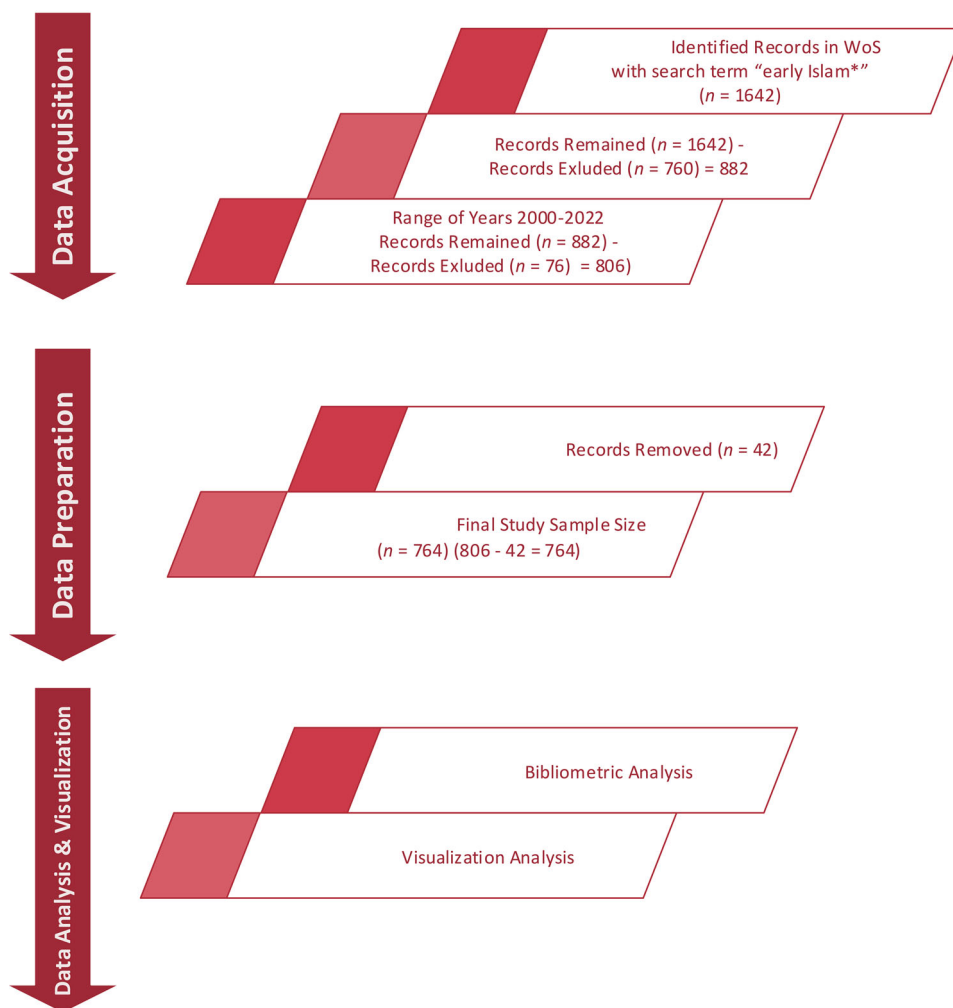 Data Acquisition
Identified Records in WoS
with search term “early Islam*”
(n = 1642)
Records Remained (n = 1642) -
Records Exluded (n = 760) = 882
Range of Years 2000-2022
Records Remained (n = 882) -
Records Exluded (n = 76)  = 806)
Data Preparation
Records Removed (n = 42)
Final Study Sample Size
(n = 764) (806 - 42 = 764)
Data Analysis & Visualization
Bibliometric Analysis
Visualization Analysis